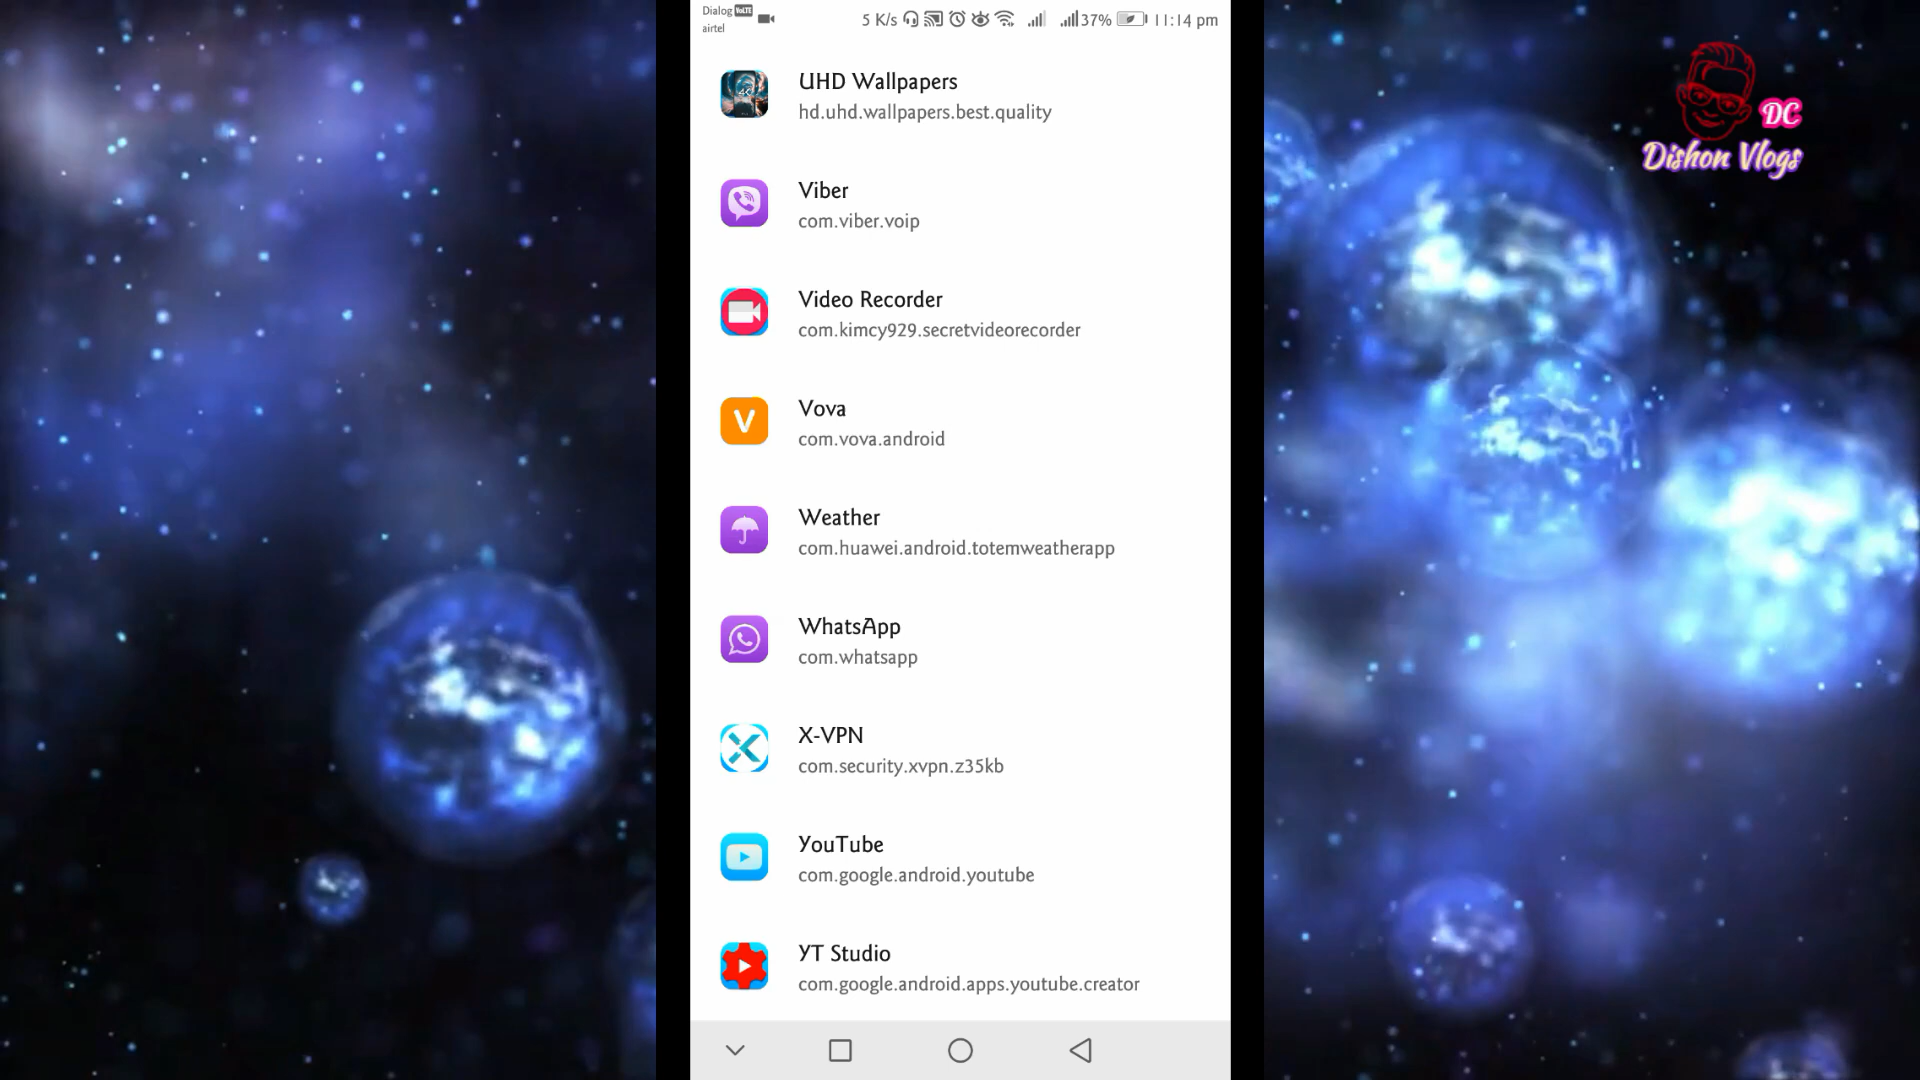 Dialog VoLTE
airtel
5 K/s 37% 11:14 pm
UHD Wallpapers
hd.uhd.wallpapers.best.quality
Viber
com.viber.voip
Video Recorder
com.kimcy929.secretvideorecorder
V
Vova
com.vova.android
Weather
com.huawei.android.totemweatherapp
WhatsApp
com.whatsapp
X-VPN
com.security.xvpn.z35kb
YouTube
com.google.android.youtube
YT Studio
com.google.android.apps.youtube.creator
DC
Dishon Vlogs